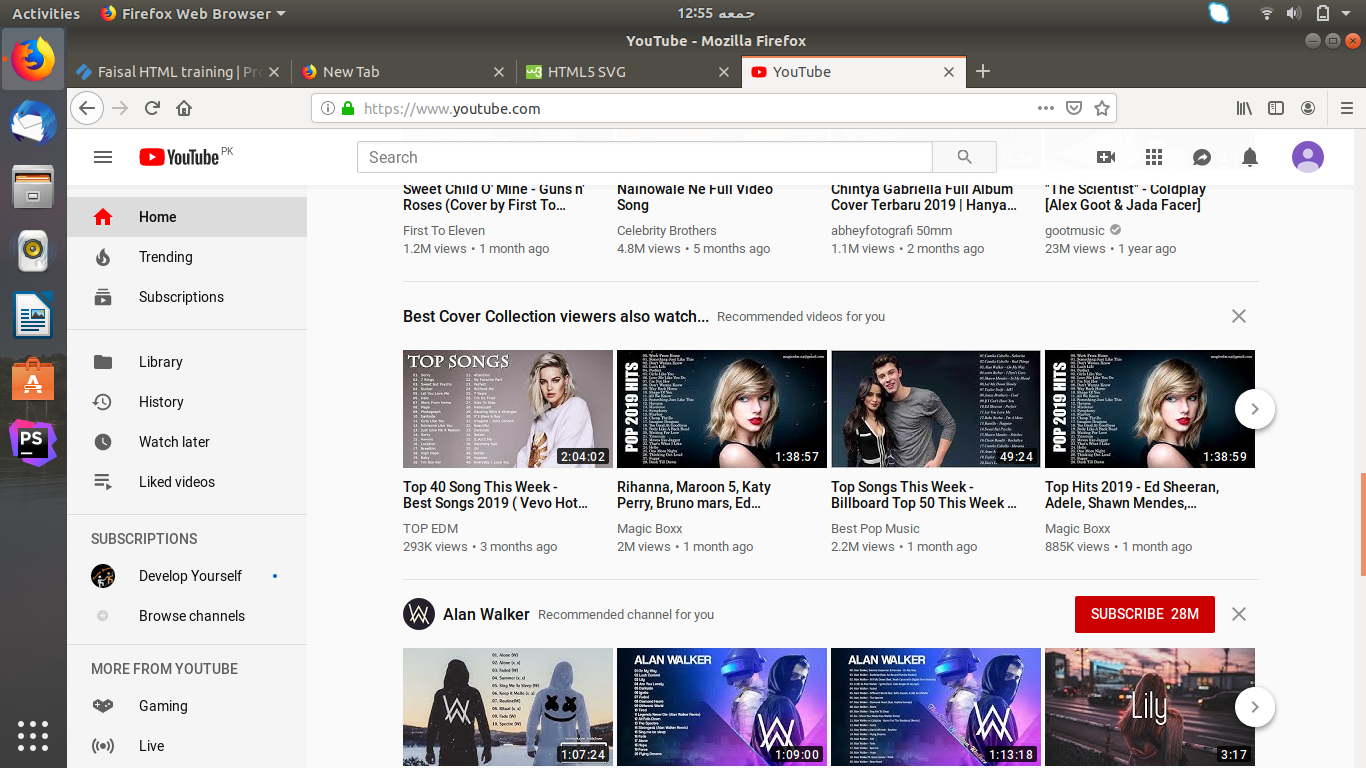 Activities
Firefox Web Browser
جمعه 12:55
YouTube - Mozilla Firefox
Faisal HTML training | Pro
New Tab
HTML5 SVG
YouTube
https://www.youtube.com
YouTube PK
Search
Home
Trending
Subscriptions
Library
History
Watch later
Liked videos
SUBSCRIPTIONS
Develop Yourself
Browse channels
MORE FROM YOUTUBE
Gaming
Live
Sweet Child O' Mine - Guns n'
Roses (Cover by First To…
First To Eleven
1.2M views • 1 month ago
Nainowale Ne Full Video
Song
Celebrity Brothers
4.8M views • 5 months ago
Chintya Gabriella Full Album
Cover Terbaru 2019 | Hanya…
abheyfotografi 50mm
1.1M views • 2 months ago
"The Scientist" - Coldplay
[Alex Goot & Jada Facer]
gootmusic
23M views • 1 year ago
Best Cover Collection viewers also watch... Recommended videos for you
TOP SONGS
2:04:02
Top 40 Song This Week -
Best Songs 2019 ( Vevo Hot…
TOP EDM
293K views • 3 months ago
POP 2019 HITS
1:38:57
Rihanna, Maroon 5, Katy
Perry, Bruno mars, Ed…
Magic Boxx
2M views • 1 month ago
49:24
Top Songs This Week -
Billboard Top 50 This Week …
Best Pop Music
2.2M views • 1 month ago
POP 2019 HITS
1:38:59
Top Hits 2019 - Ed Sheeran,
Adele, Shawn Mendes,…
Magic Boxx
885K views • 1 month ago
Alan Walker Recommended channel for you
SUBSCRIBE 28M
1:07:24
ALAN WALKER
1:09:00
ALAN WALKER
1:13:18
Lily
3:17
PS